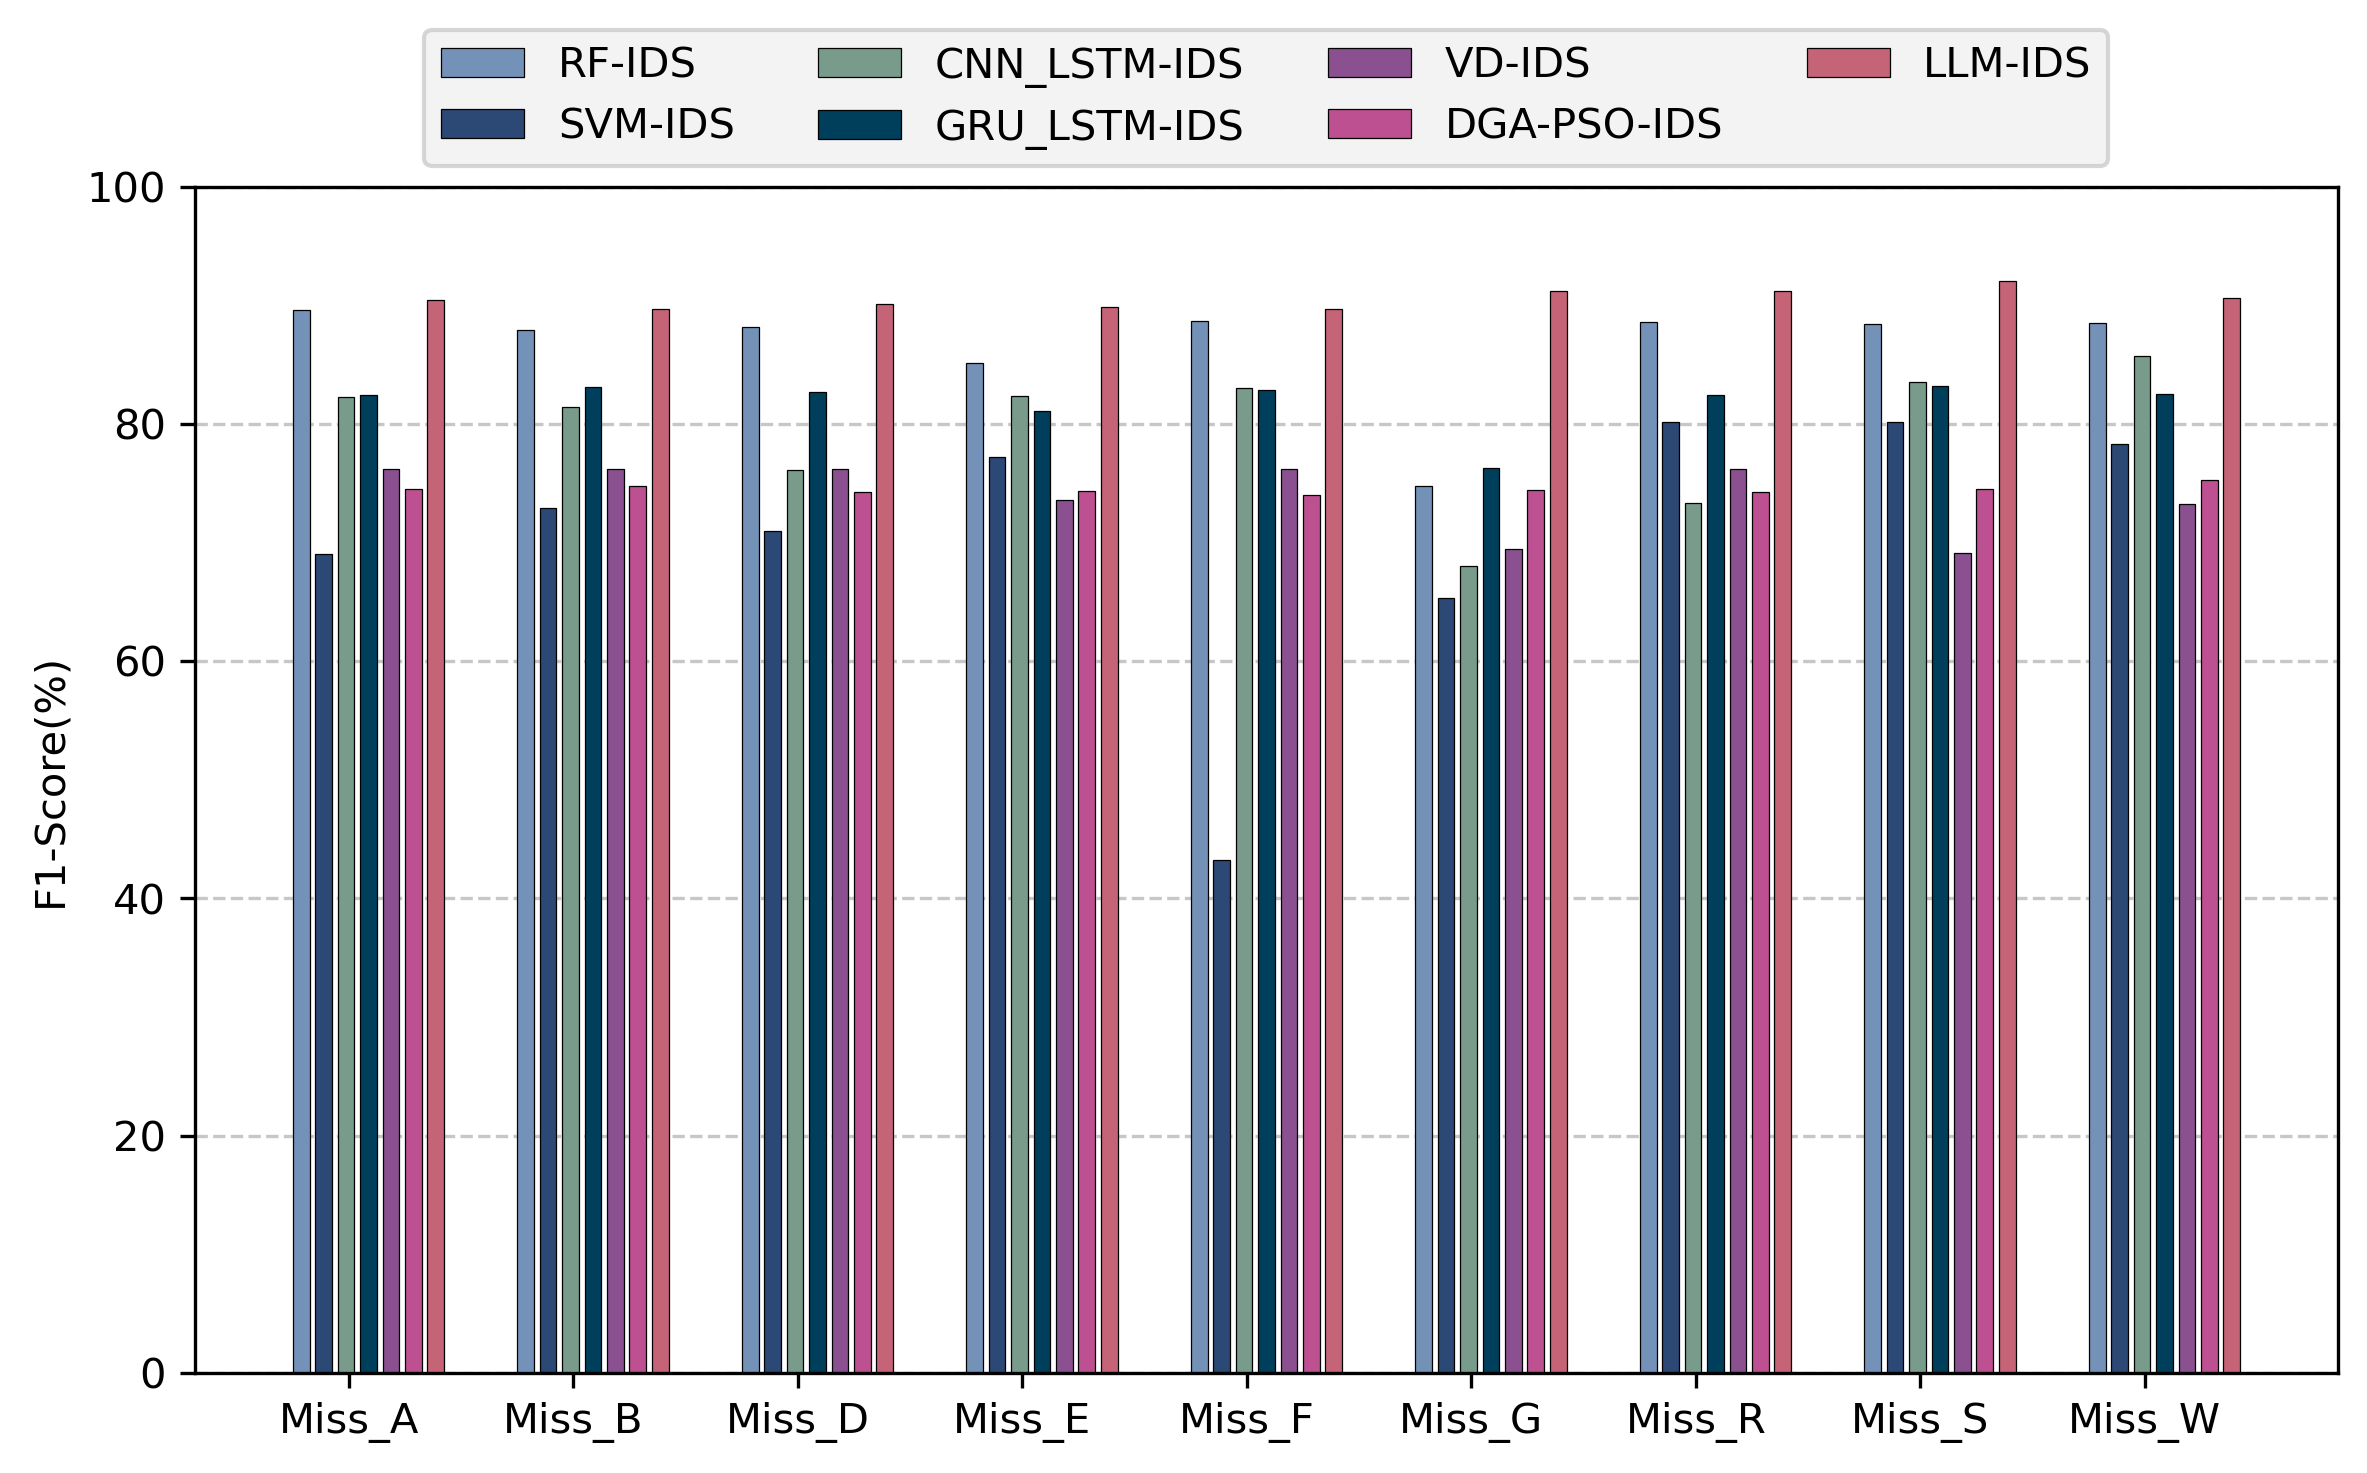 RF-IDS
SVM-IDS
CNN_LSTM-IDS
GRU_LSTM-IDS
VD-IDS
DGA-PSO-IDS
LLM-IDS
F1-Score(%)
100
80
60
40
20
0
Miss_A Miss_B Miss_D Miss_E Miss_F Miss_G Miss_R Miss_S Miss_W